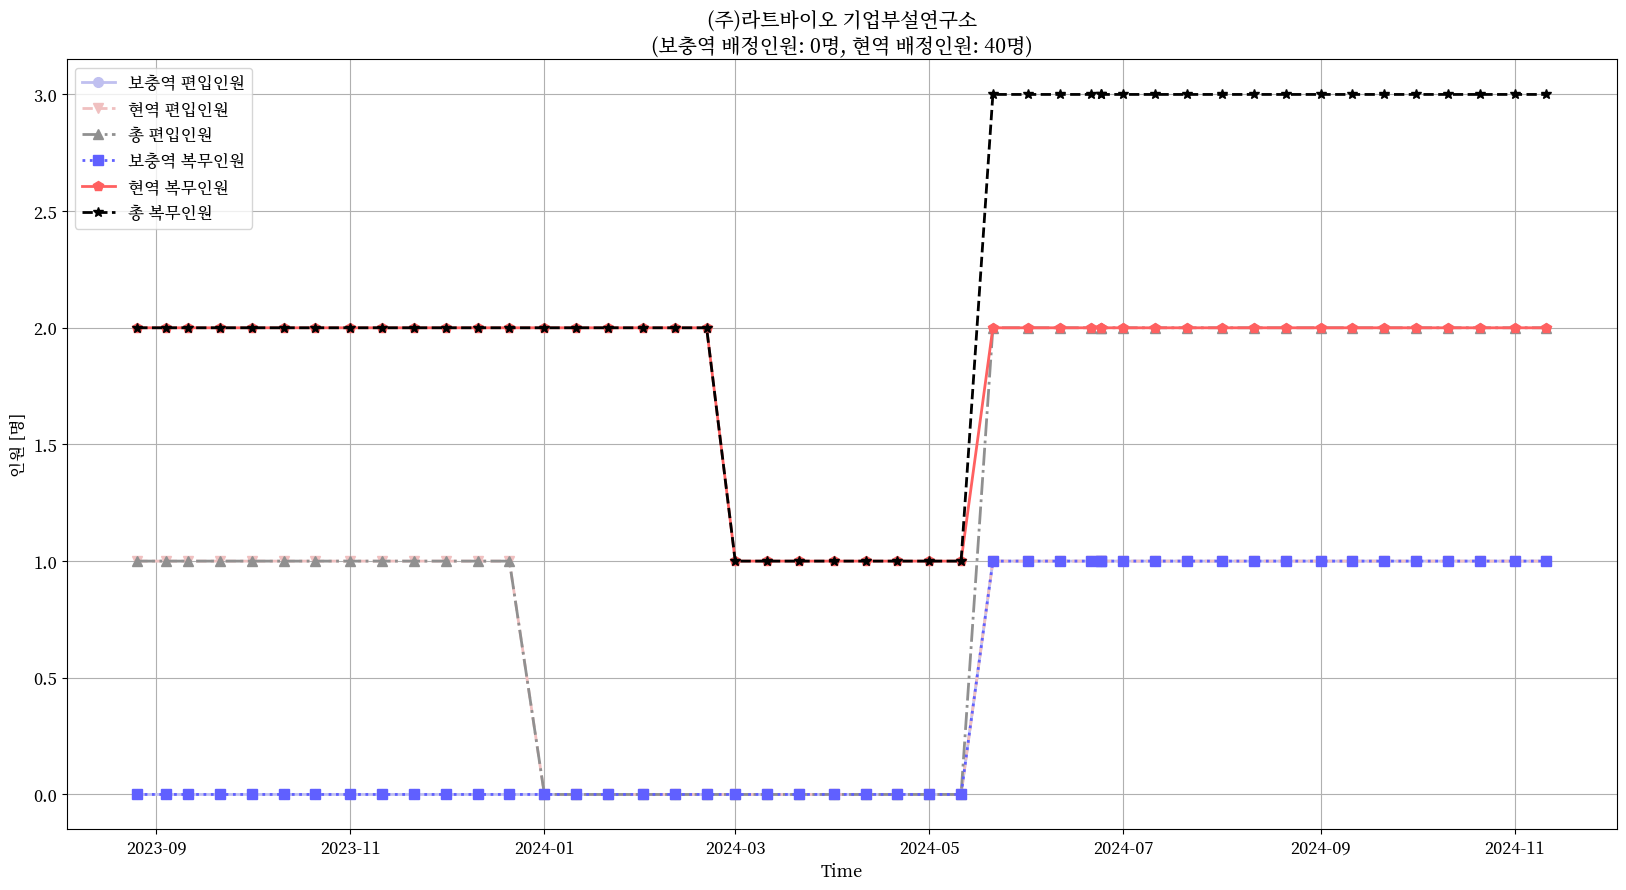 (주)라트바이오 기업부설연구소
(보충역 배정인원: 0명, 현역 배정인원: 40명)
보충역 편입인원
현역 편입인원
총 편입인원
보충역 복무인원
현역 복무인원
총 복무인원
3.0
2.5
2.0
1.5
1.0
0.5
0.0
인원 [명]
2023-09
2023-11
2024-01
2024-03
2024-05
2024-07
2024-09
2024-11
Time